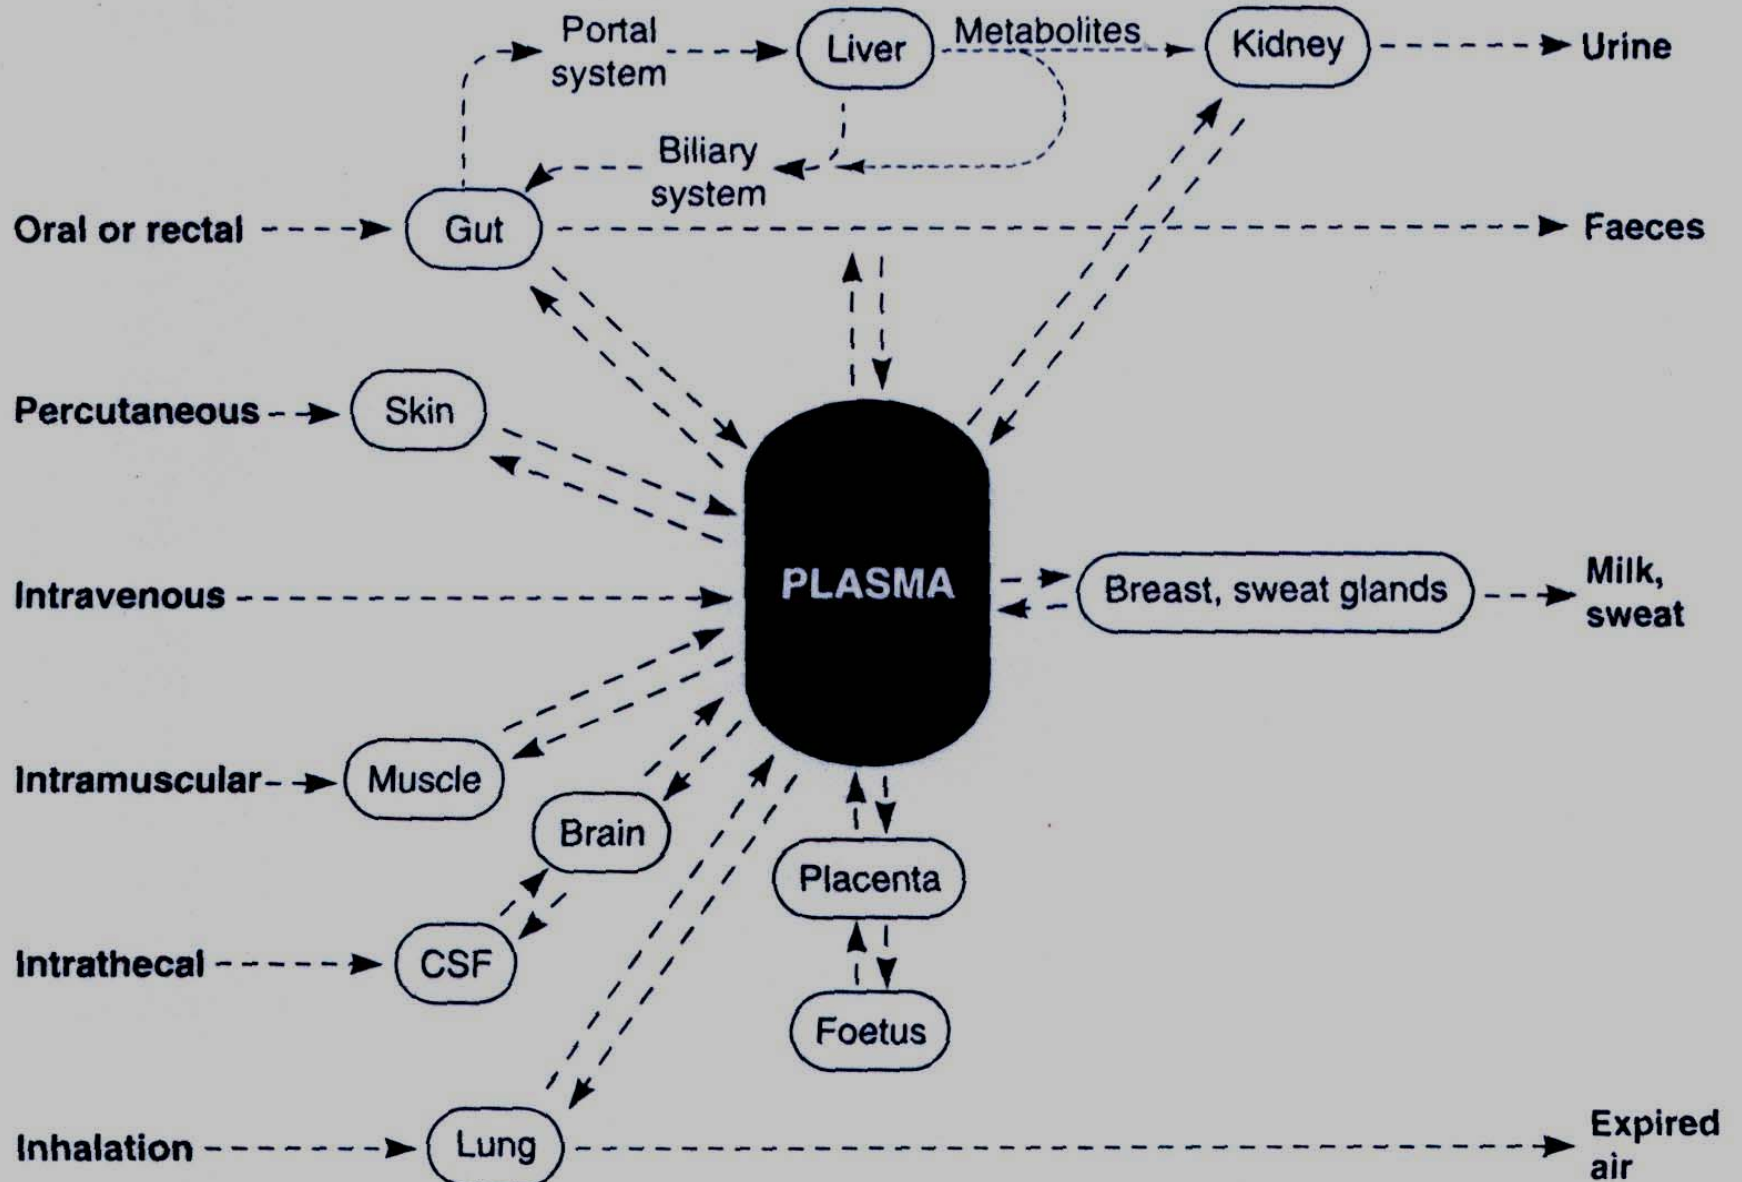 Portal
system
Liver
Metabolites
Kidney
Urine
Biliary
system
Oral or rectal
Gut
Faeces
Percutaneous
Skin
Intravenous
PLASMA
Breast, sweat glands
Milk,
sweat
Intramuscular
Muscle
Brain
Placenta
Intrathecal
CSF
Foetus
Inhalation
Lung
Expired
air